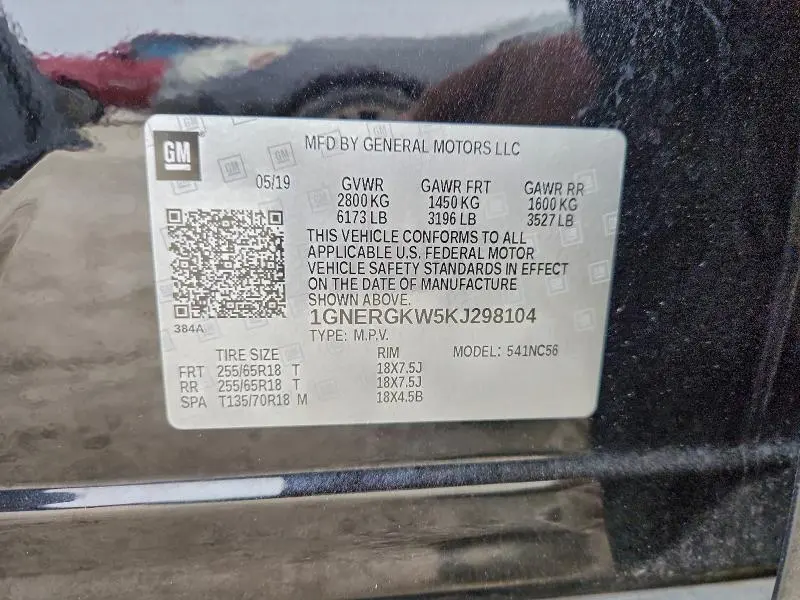 GM
MFD BY GENERAL MOTORS LLC
05/19 GVWR GAWR FRT GAWR RR
2800 KG 1450 KG 1600 KG
6173 LB 3196 LB 3527 LB
THIS VEHICLE CONFORMS TO ALL
APPLICABLE U.S. FEDERAL MOTOR
VEHICLE SAFETY STANDARDS IN EFFECT
ON THE DATE OF MANUFACTURE
SHOWN ABOVE.
1GNERGKW5KJ298104
384A
TYPE: M.P.V.
TIRE SIZE RIM MODEL: 541NC56
FRT 255/65R18 T 18X7.5J
RR 255/65R18 T 18X7.5J
SPA T135/70R18 M 18X4.5B